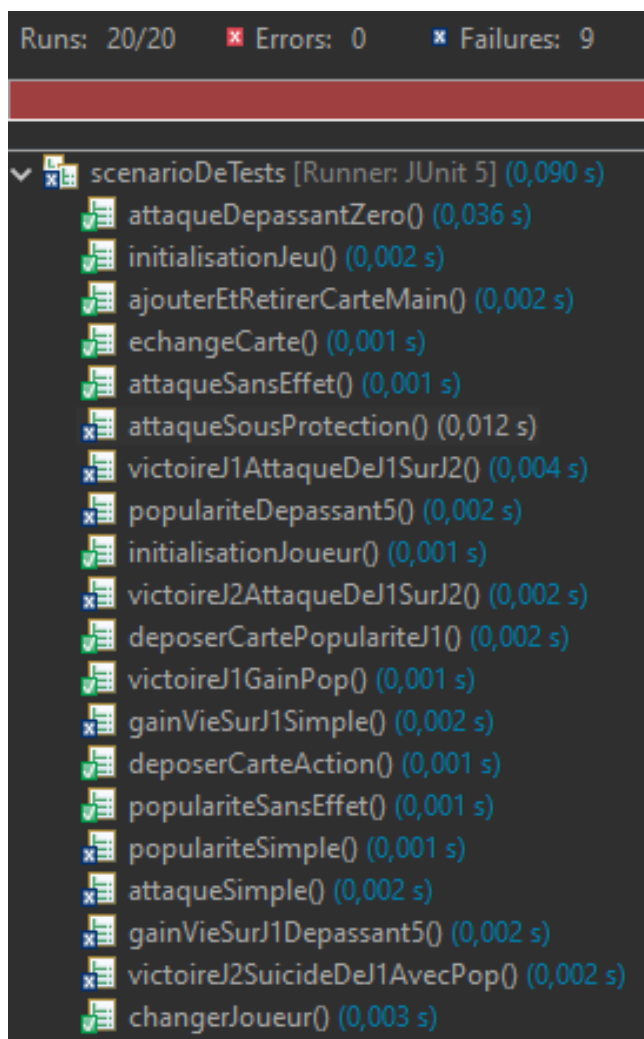 Runs: 20/20 Errors: 0 Failures: 9
scenarioDeTests [Runner: JUnit 5] (0,090 s)
attaqueDepassantZero() (0,036 s)
initialisationJeu() (0,002 s)
ajouterEtRetirerCarteMain() (0,002 s)
echangeCarte() (0,001 s)
attaqueSansEffet() (0,001 s)
attaqueSousProtection() (0,012 s)
victoireJ1AttaqueDeJ1SurJ2() (0,004 s)
populariteDepassant5() (0,002 s)
initialisationJoueur() (0,001 s)
victoireJ2AttaqueDeJ1SurJ2() (0,002 s)
deposerCartePopulariteJ1() (0,002 s)
victoireJ1GainPop() (0,001 s)
gainVieSurJ1Simple() (0,002 s)
deposerCarteAction() (0,001 s)
populariteSansEffet() (0,001 s)
populariteSimple() (0,001 s)
attaqueSimple() (0,002 s)
gainVieSurJ1Depassant5() (0,002 s)
victoireJ2SuicideDeJ1AvecPop() (0,002 s)
changerJoueur() (0,003 s)